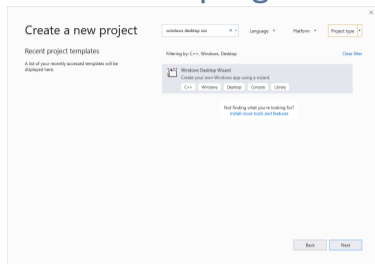 Create a new project
windows desktop wiz
Language
Platform
Project type
Recent project templates
A list of your recently accessed templates will be
displayed here.
Filtering by: C++, Windows, Desktop
Clear filter
Windows Desktop Wizard
Create your own Windows app using a wizard.
C++ Windows Desktop Console Library
Not finding what you're looking for?
Install more tools and features
Back
Next